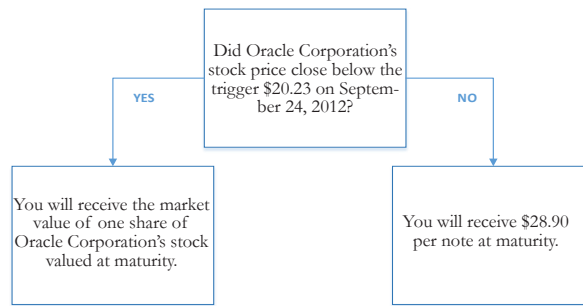 Did Oracle Corporation’s
stock price close below the
trigger $20.23 on Septem-
ber 24, 2012?
YES
NO
You will receive the market
value of one share of
Oracle Corporation’s stock
valued at maturity.
You will receive $28.90
per note at maturity.